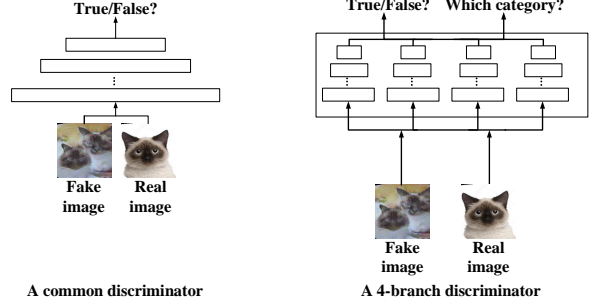 True/False?
Fake image
Real image
A common discriminator
True/False? Which category?
Fake image
Real image
A 4-branch discriminator